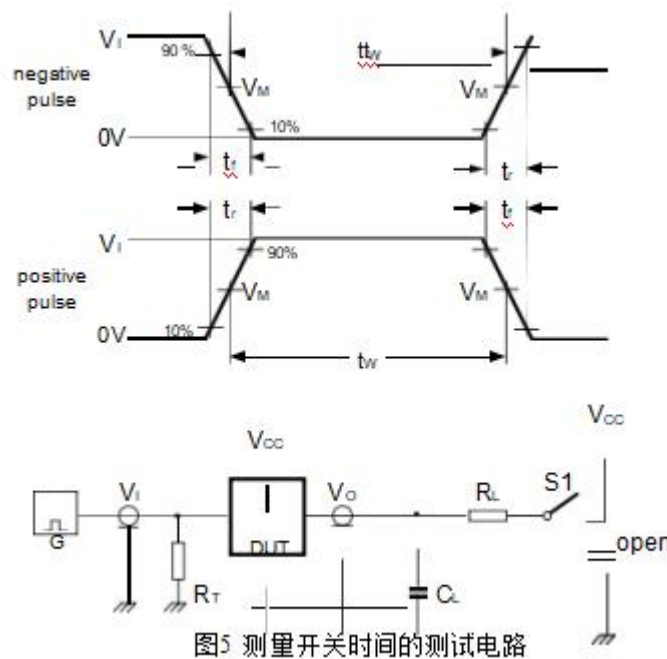 VI
90 %
ttw
negative
pulse
VM
VM
0V
10%
tf
tr
tr
tf
VI
90%
positive
pulse
VM
VM
0V
10%
tw
VCC
VCC
VI
VO
RL
S1
G
DUT
open
RT
CL
图5 测量开关时间的测试电路